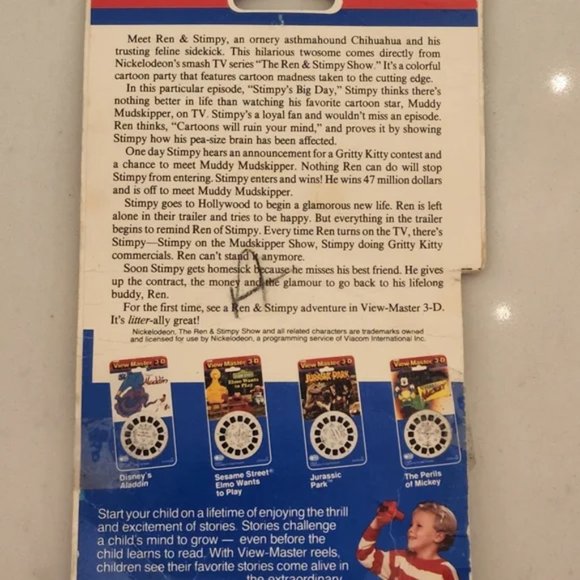 Meet Ren & Stimpy, an ornery asthmahound Chihuahua and his
trusting feline sidekick. This hilarious twosome comes directly from
Nickelodeon's smash TV series "The Ren & Stimpy Show." It's a colorful
cartoon party that features cartoon madness taken to the cutting edge.
In this particular episode, "Stimpy's Big Day," Stimpy thinks there's
nothing better in life than watching his favorite cartoon star, Muddy
Mudskipper, on TV. Stimpy's a loyal fan and wouldn't miss an episode.
Ren thinks, "Cartoons will ruin your mind," and proves it by showing
Stimpy how his pea-size brain has been affected.
One day Stimpy hears an announcement for a Gritty Kitty contest and
a chance to meet Muddy Mudskipper. Nothing Ren can do will stop
Stimpy from entering. Stimpy enters and wins! He wins 47 million dollars
and is off to meet Muddy Mudskipper.
Stimpy goes to Hollywood to begin a glamorous new life. Ren is left
alone in their trailer and tries to be happy. But everything in the trailer
begins to remind Ren of Stimpy. Every time Ren turns on the TV, there's
Stimpy—Stimpy on the Mudskipper Show, Stimpy doing Gritty Kitty
commercials. Ren can't stand it anymore.
Soon Stimpy gets homesick because he misses his best friend. He gives
up the contract, the money and the glamour to go back to his lifelong
buddy, Ren.
For the first time, see a Ren & Stimpy adventure in View-Master 3-D.
It's litter-ally great!
Nickelodeon, The Ren & Stimpy Show and all related characters are trademarks owned
and licensed for use by Nickelodeon, a programming service of Viacom International Inc.
View-Master 3-D
Aladdin
View-Master 3-D
Elmo Wants
to Play
View-Master 3-D
JURASSIC PARK
View-Master 3-D
MICKEY
Disney's
Aladdin
Sesame Street®
Elmo Wants
to Play
Jurassic
Park™
The Perils
of Mickey
Start your child on a lifetime of enjoying the thrill
and excitement of stories. Stories challenge
a child's mind to grow — even before the
child learns to read. With View-Master reels,
children see their favorite stories come alive in
the extraordinary